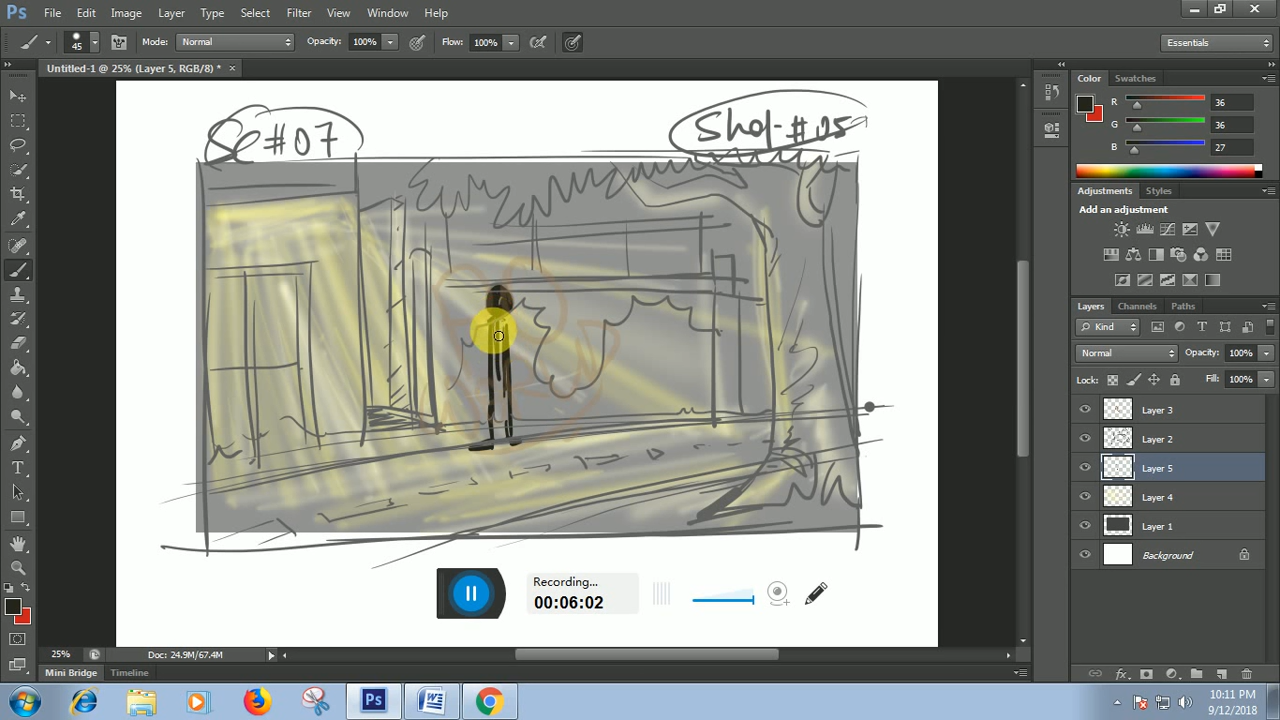 Ps File Edit Image Layer Type Select Filter View Window Help
45 Mode: Normal Opacity: 100% Flow: 100% Essentials
Untitled-1 @ 25% (Layer 5, RGB/8) * ×
Sc #07
Shot-#05
Color Swatches
R 36
G 36
B 27
Adjustments Styles
Add an adjustment
Layers Channels Paths
Kind
Normal Opacity: 100%
Lock: Fill: 100%
Layer 3
Layer 2
Layer 5
Layer 4
Layer 1
Background
Recording...
00:06:02
25% Doc: 24.9M/67.4M
Mini Bridge Timeline
10:11 PM
9/12/2018